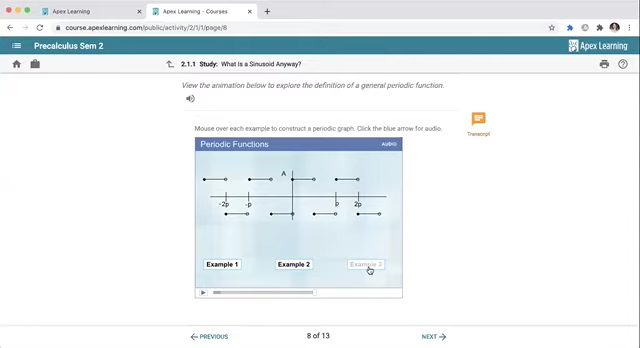 Apex Learning
Apex Learning - Courses
course.apexlearning.com/public/activity/2/1/1/page/8
Precalculus Sem 2
Apex Learning
2.1.1 Study: What Is a Sinusoid Anyway?
View the animation below to explore the definition of a general periodic function.
Transcript
Mouse over each example to construct a periodic graph. Click the blue arrow for audio.
Periodic Functions
AUDIO
A
-2p
-p
p
2p
Example 1
Example 2
Example 3
PREVIOUS
8 of 13
NEXT